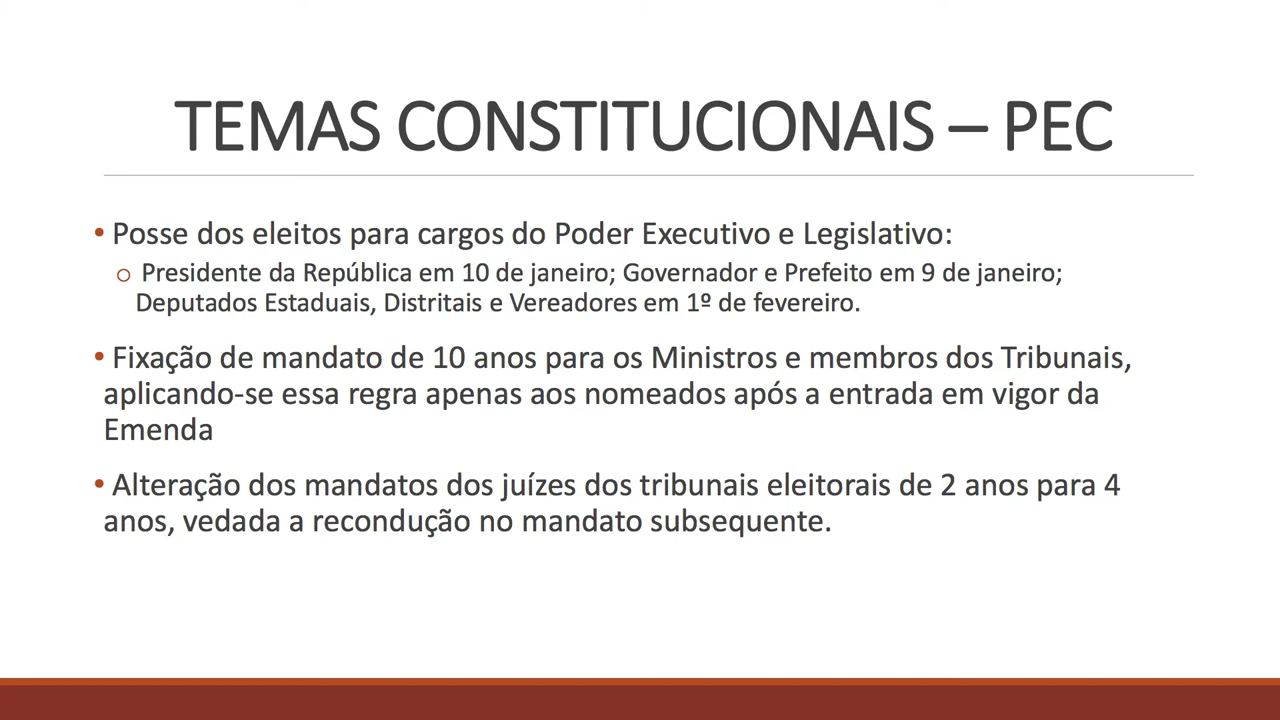 TEMAS CONSTITUCIONAIS – PEC
• Posse dos eleitos para cargos do Poder Executivo e Legislativo:
o Presidente da República em 10 de janeiro; Governador e Prefeito em 9 de janeiro;
Deputados Estaduais, Distritais e Vereadores em 1º de fevereiro.
• Fixação de mandato de 10 anos para os Ministros e membros dos Tribunais,
aplicando-se essa regra apenas aos nomeados após a entrada em vigor da
Emenda
• Alteração dos mandatos dos juízes dos tribunais eleitorais de 2 anos para 4
anos, vedada a recondução no mandato subsequente.